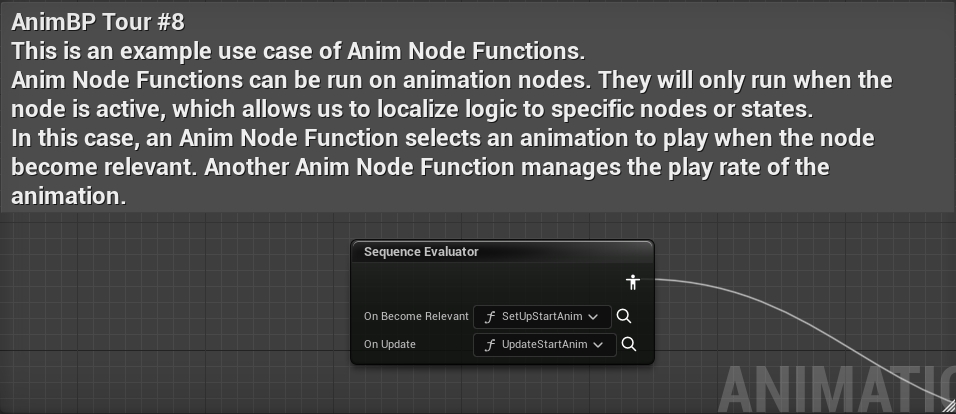 AnimBP Tour #8
This is an example use case of Anim Node Functions.
Anim Node Functions can be run on animation nodes. They will only run when the
node is active, which allows us to localize logic to specific nodes or states.
In this case, an Anim Node Function selects an animation to play when the node
become relevant. Another Anim Node Function manages the play rate of the
animation.
Sequence Evaluator
On Become Relevant SetUpStartAnim
On Update UpdateStartAnim
ANIMATIO